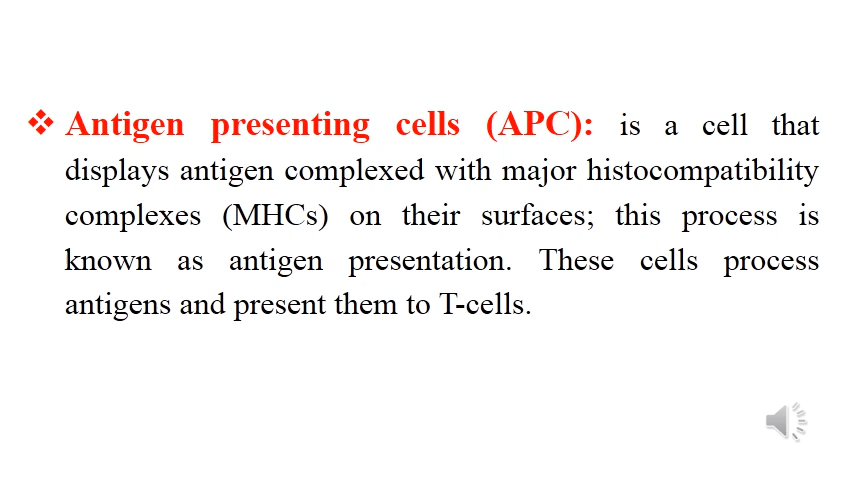 ❖ Antigen presenting cells (APC): is a cell that
displays antigen complexed with major histocompatibility
complexes (MHCs) on their surfaces; this process is
known as antigen presentation. These cells process
antigens and present them to T-cells.